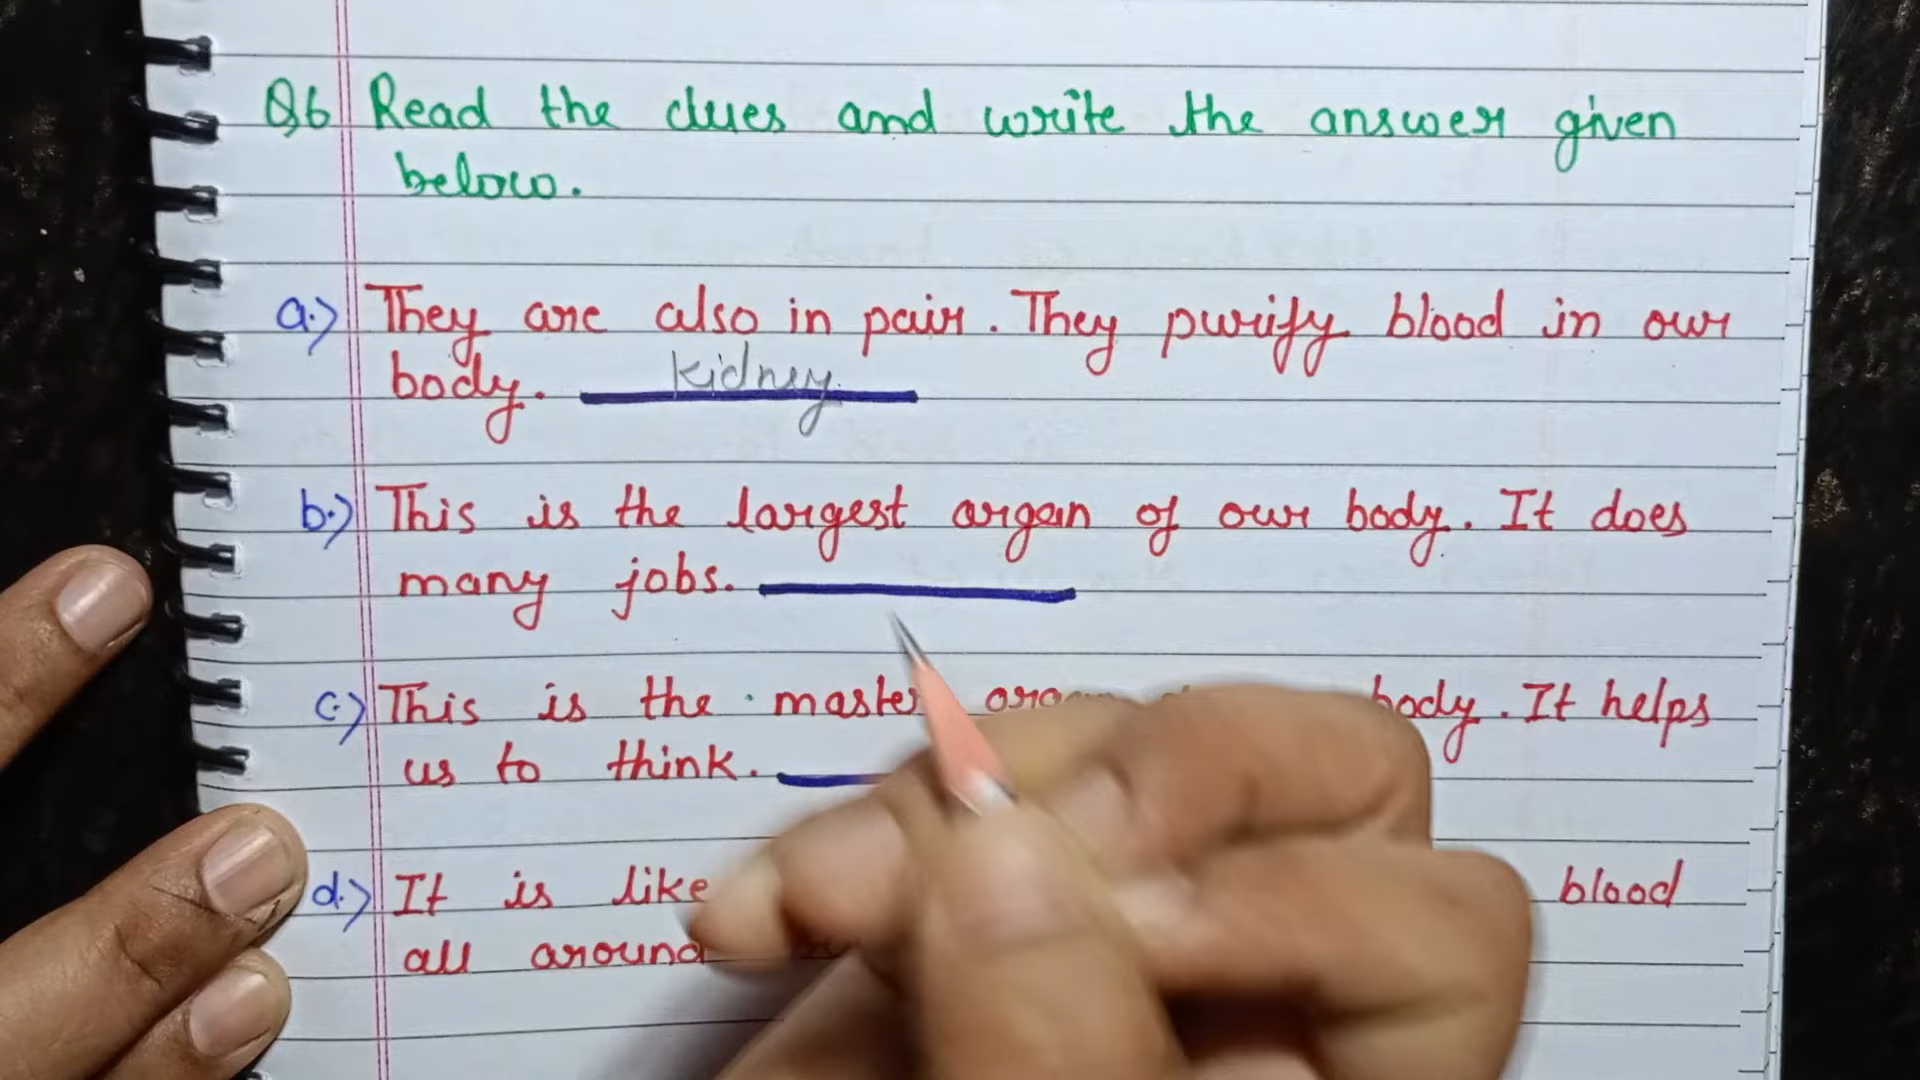 Q6 Read the clues and write the answer given
below.
a.) They are also in pair. They purify blood in our
body. kidney
b.) This is the largest organ of our body. It does
many jobs.
c.) This is the master body. It helps
us to think.
d.) It is like blood
all around